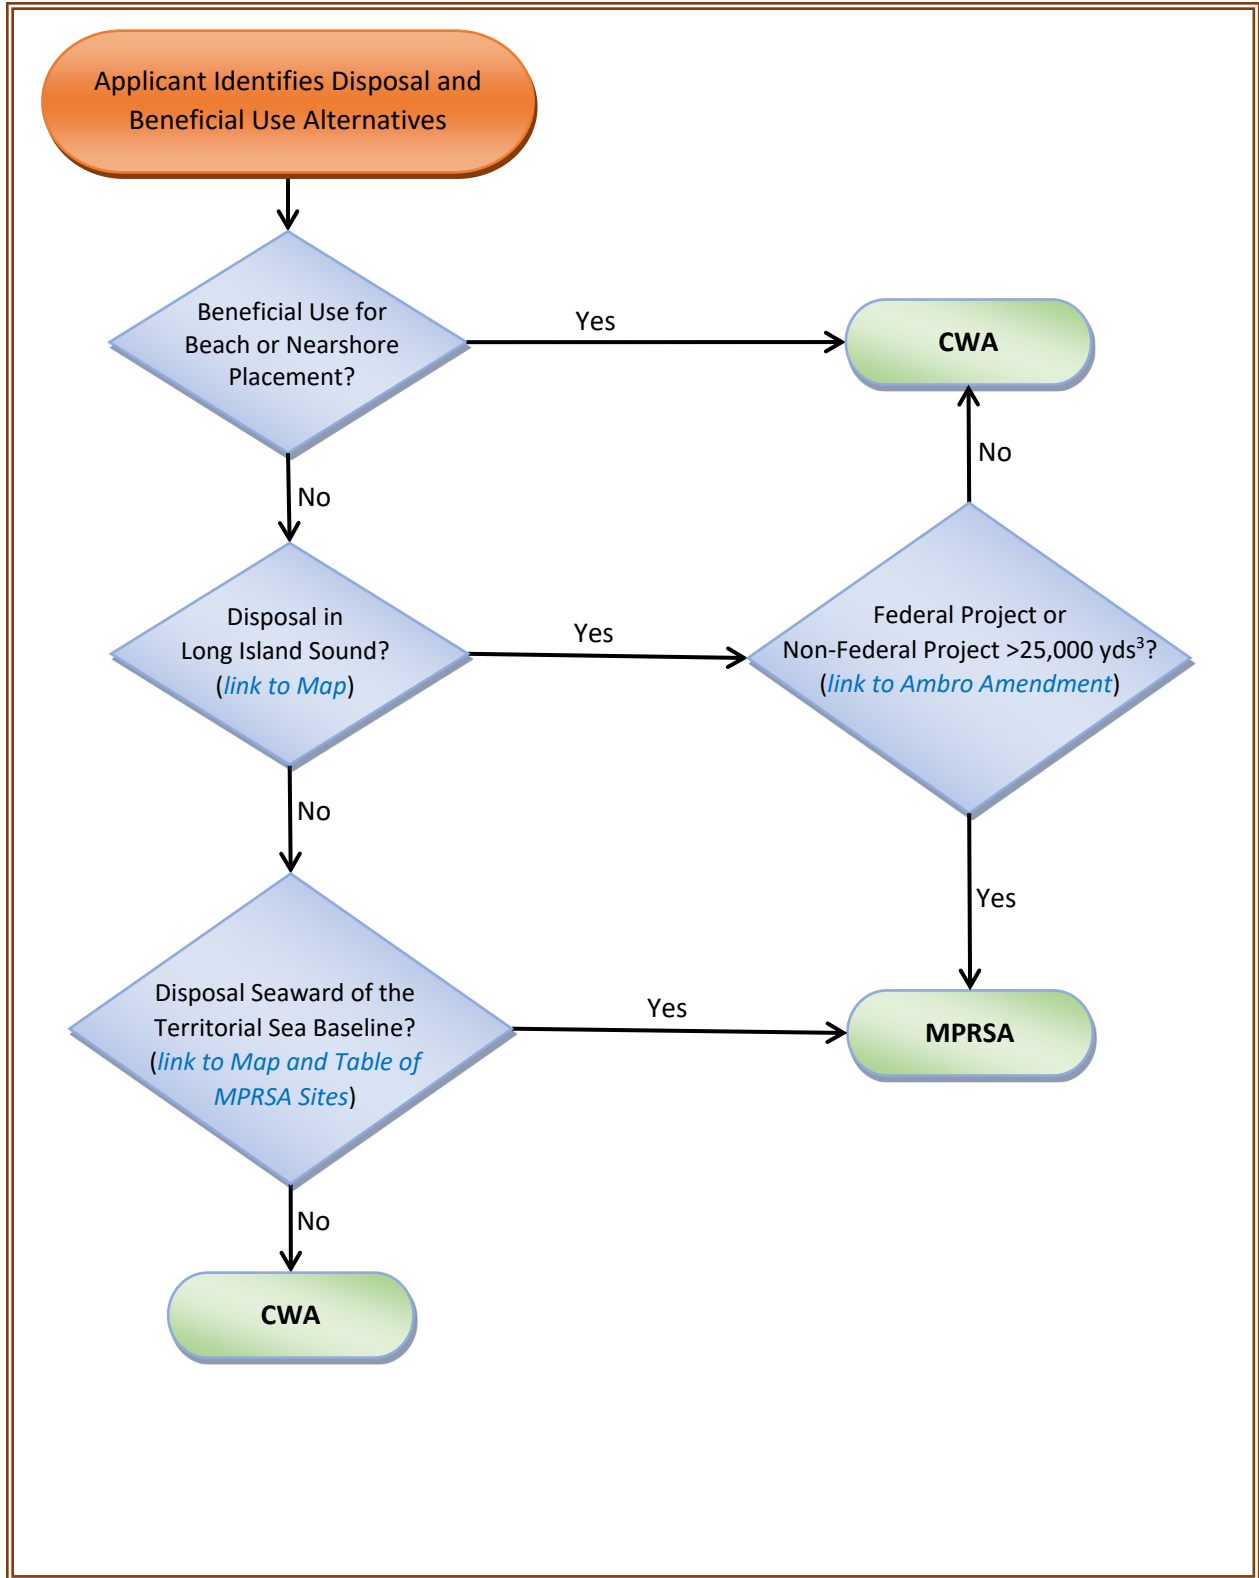 Applicant Identifies Disposal and
Beneficial Use Alternatives
Beneficial Use for
Beach or Nearshore
Placement?
Yes
CWA
No
No
Disposal in
Long Island Sound?
(link to Map)
Yes
Federal Project or
Non-Federal Project >25,000 yds³?
(link to Ambro Amendment)
No
Yes
Disposal Seaward of the
Territorial Sea Baseline?
(link to Map and Table of
MPRSA Sites)
Yes
MPRSA
No
CWA